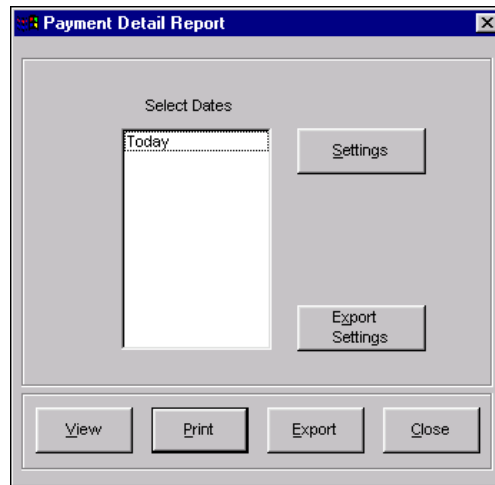 Payment Detail Report
Select Dates
Today
Settings
Export
Settings
View
Print
Export
Close